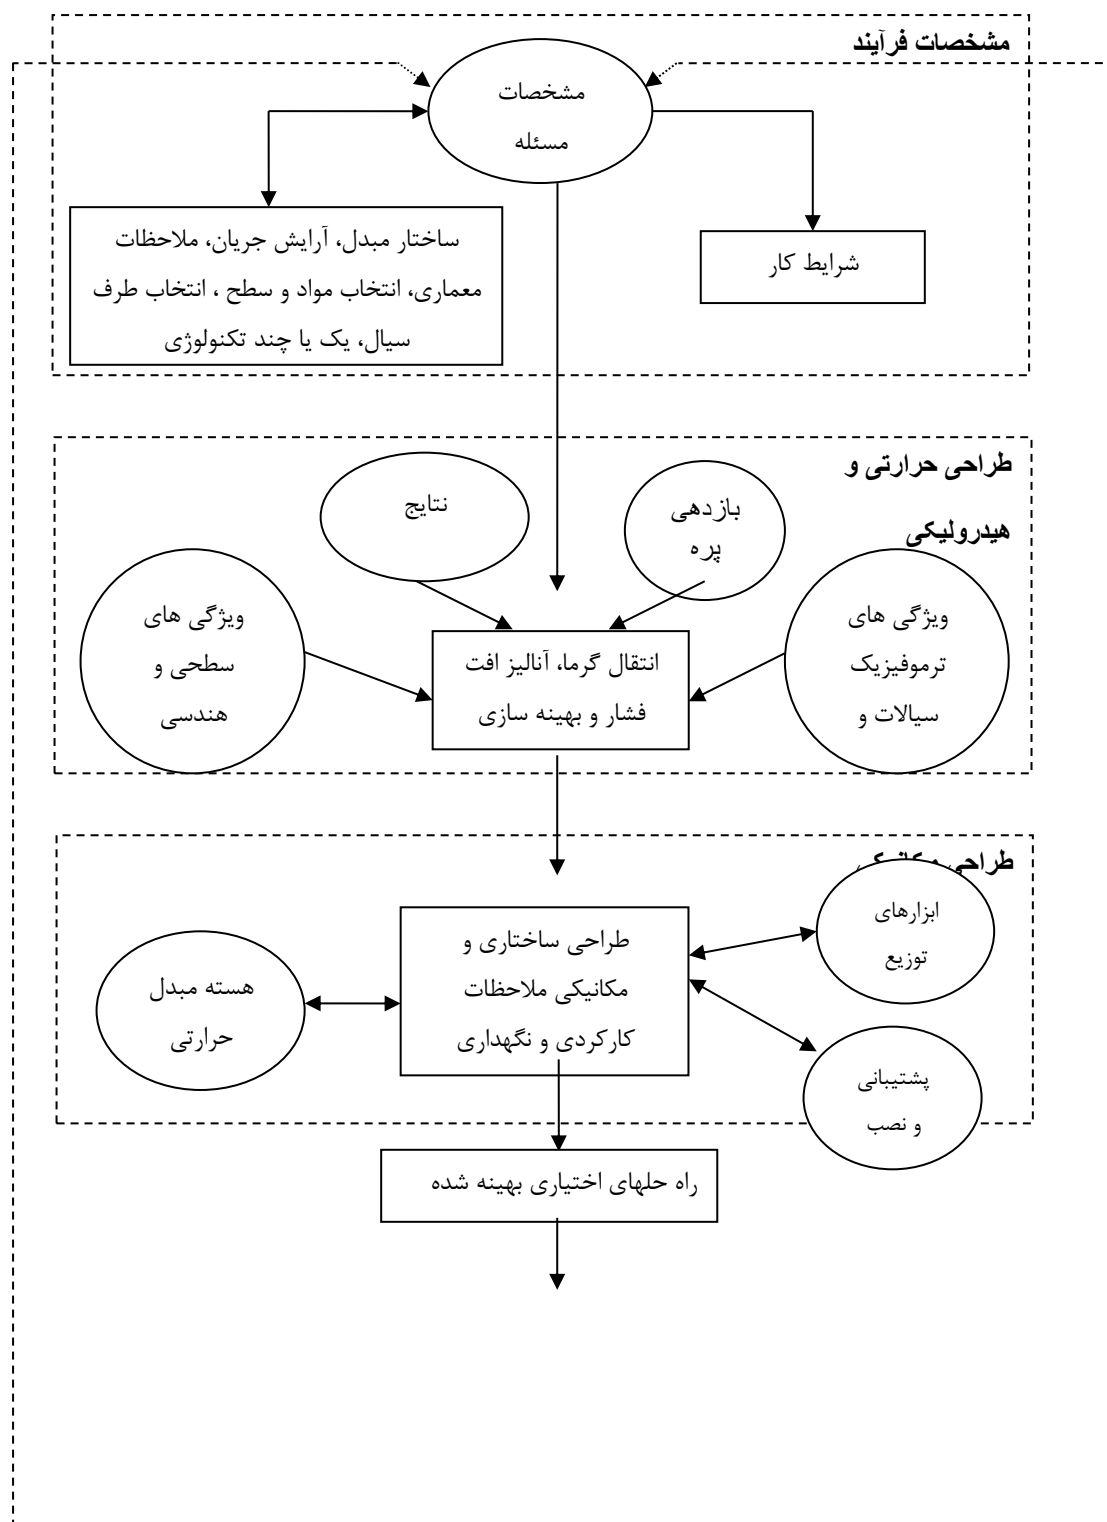 مشخصات فرآیند
مشخصات
مسئله
ساختار مبدل، آرایش جریان، ملاحظات
معماری، انتخاب مواد و سطح ، انتخاب طرف
سیال، یک یا چند تکنولوژی
شرایط کار
طراحی حرارتی و
هیدرولیکی
نتایج
بازدهی
پره
ویژگی های
سطحی و
هندسی
ویژگی های
ترموفیزیک
سیالات و
انتقال گرما، آنالیز افت
فشار و بهینه سازی
طراحی
ابزارهای
توزیع
طراحی ساختاری و
مکانیکی ملاحظات
کارکردی و نگهداری
هسته مبدل
حرارتی
پشتیبانی
و نصب
راه حلهای اختیاری بهینه شده